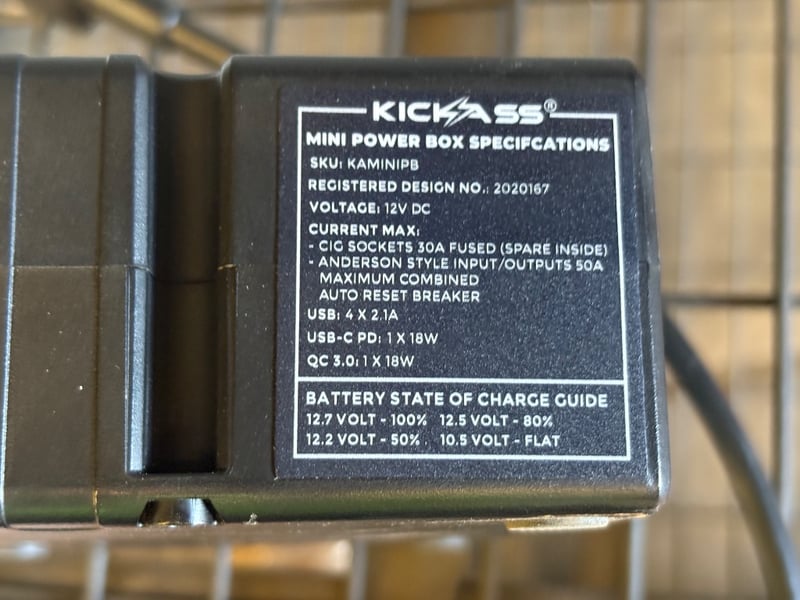 KICKASS®
MINI POWER BOX SPECIFCATIONS
SKU: KAMINIPB
REGISTERED DESIGN NO.: 2020167
VOLTAGE: 12V DC
CURRENT MAX:
- CIG SOCKETS 30A FUSED (SPARE INSIDE)
- ANDERSON STYLE INPUT/OUTPUTS 50A
MAXIMUM COMBINED
AUTO RESET BREAKER
USB: 4 X 2.1A
USB-C PD: 1 X 18W
QC 3.0: 1 X 18W
BATTERY STATE OF CHARGE GUIDE
12.7 VOLT - 100% 12.5 VOLT - 80%
12.2 VOLT - 50% 10.5 VOLT - FLAT